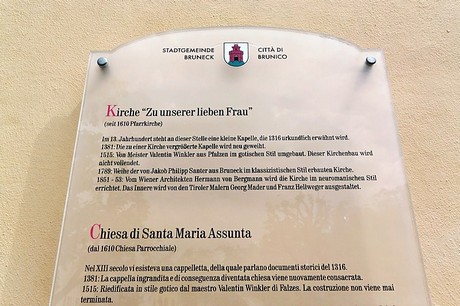 STADTGEMEINDE CITTÀ DI
BRUNECK BRUNICO
Kirche "Zu unserer lieben Frau"
(seit 1610 Pfarrkirche)
Im 13. Jahrhundert steht an dieser Stelle eine kleine Kapelle, die 1316 urkundlich erwähnt wird.
1381: Die zu einer Kirche vergrößerte Kapelle wird neu geweiht.
1515: Von Meister Valentin Winkler aus Pfalzen im gotischen Stil umgebaut. Dieser Kirchenbau wird
nicht vollendet.
1789: Weihe der von Jakob Philipp Santer aus Bruneck im klassizistischen Stil erbauten Kirche.
1851 - 53: Vom Wiener Architekten Hermann von Bergmann wird die Kirche im neuromanischen Stil
errichtet. Das Innere wird von den Tiroler Malern Georg Mader und Franz Hellweger ausgestaltet.
Chiesa di Santa Maria Assunta
(dal 1610 Chiesa Parrocchiale)
Nel XIII secolo vi esisteva una cappelletta, della quale parlano documenti storici del 1316.
1381: La cappella ingrandita e di conseguenza diventata chiesa viene nuovamente consacrata.
1515: Riedificata in stile gotico dal maestro Valentin Winkler di Falzes. La costruzione non viene mai
terminata.